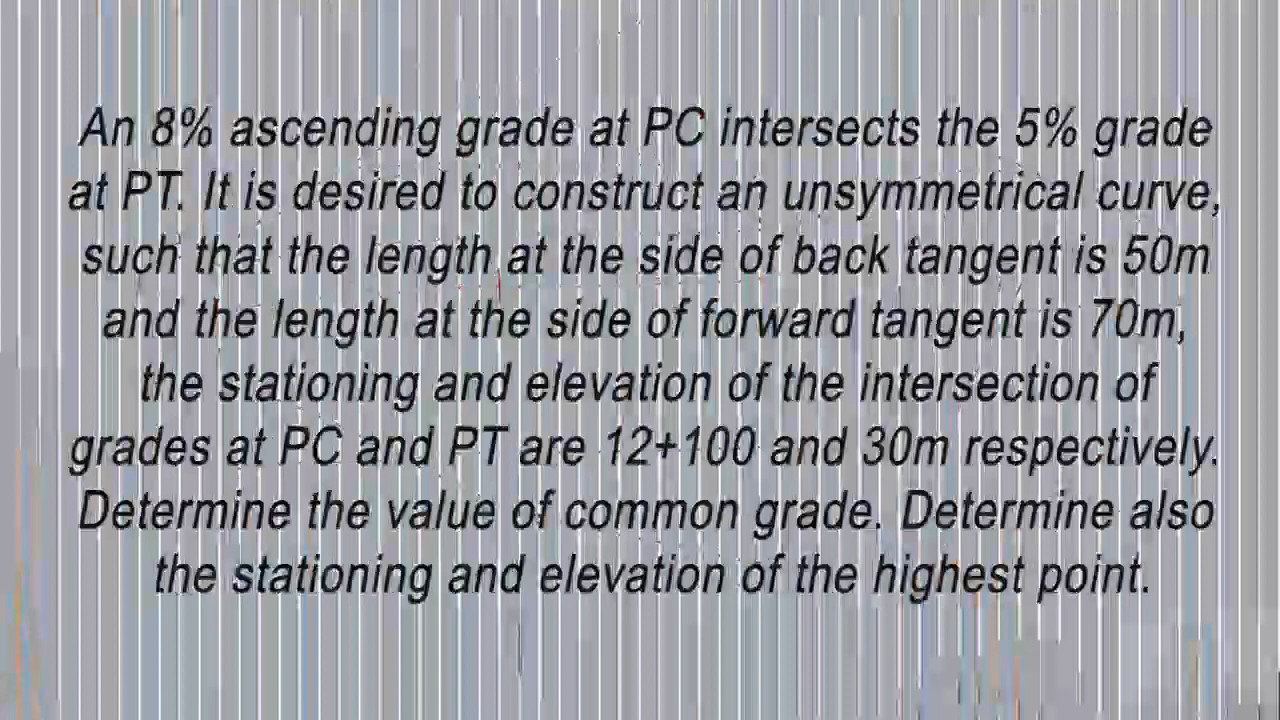 An 8% ascending grade at PC intersects the 5% grade
at PT. It is desired to construct an unsymmetrical curve,
such that the length at the side of back tangent is 50m
and the length at the side of forward tangent is 70m,
the stationing and elevation of the intersection of
grades at PC and PT are 12+100 and 30m respectively.
Determine the value of common grade. Determine also
the stationing and elevation of the highest point.